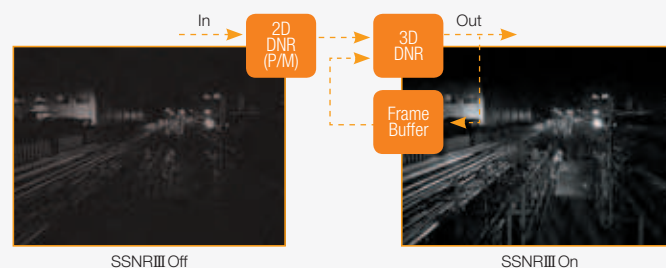 In
2D
DNR
(P/M)
3D
DNR
Out
Frame
Buffer
SSNRⅢ Off
SSNRⅢ On